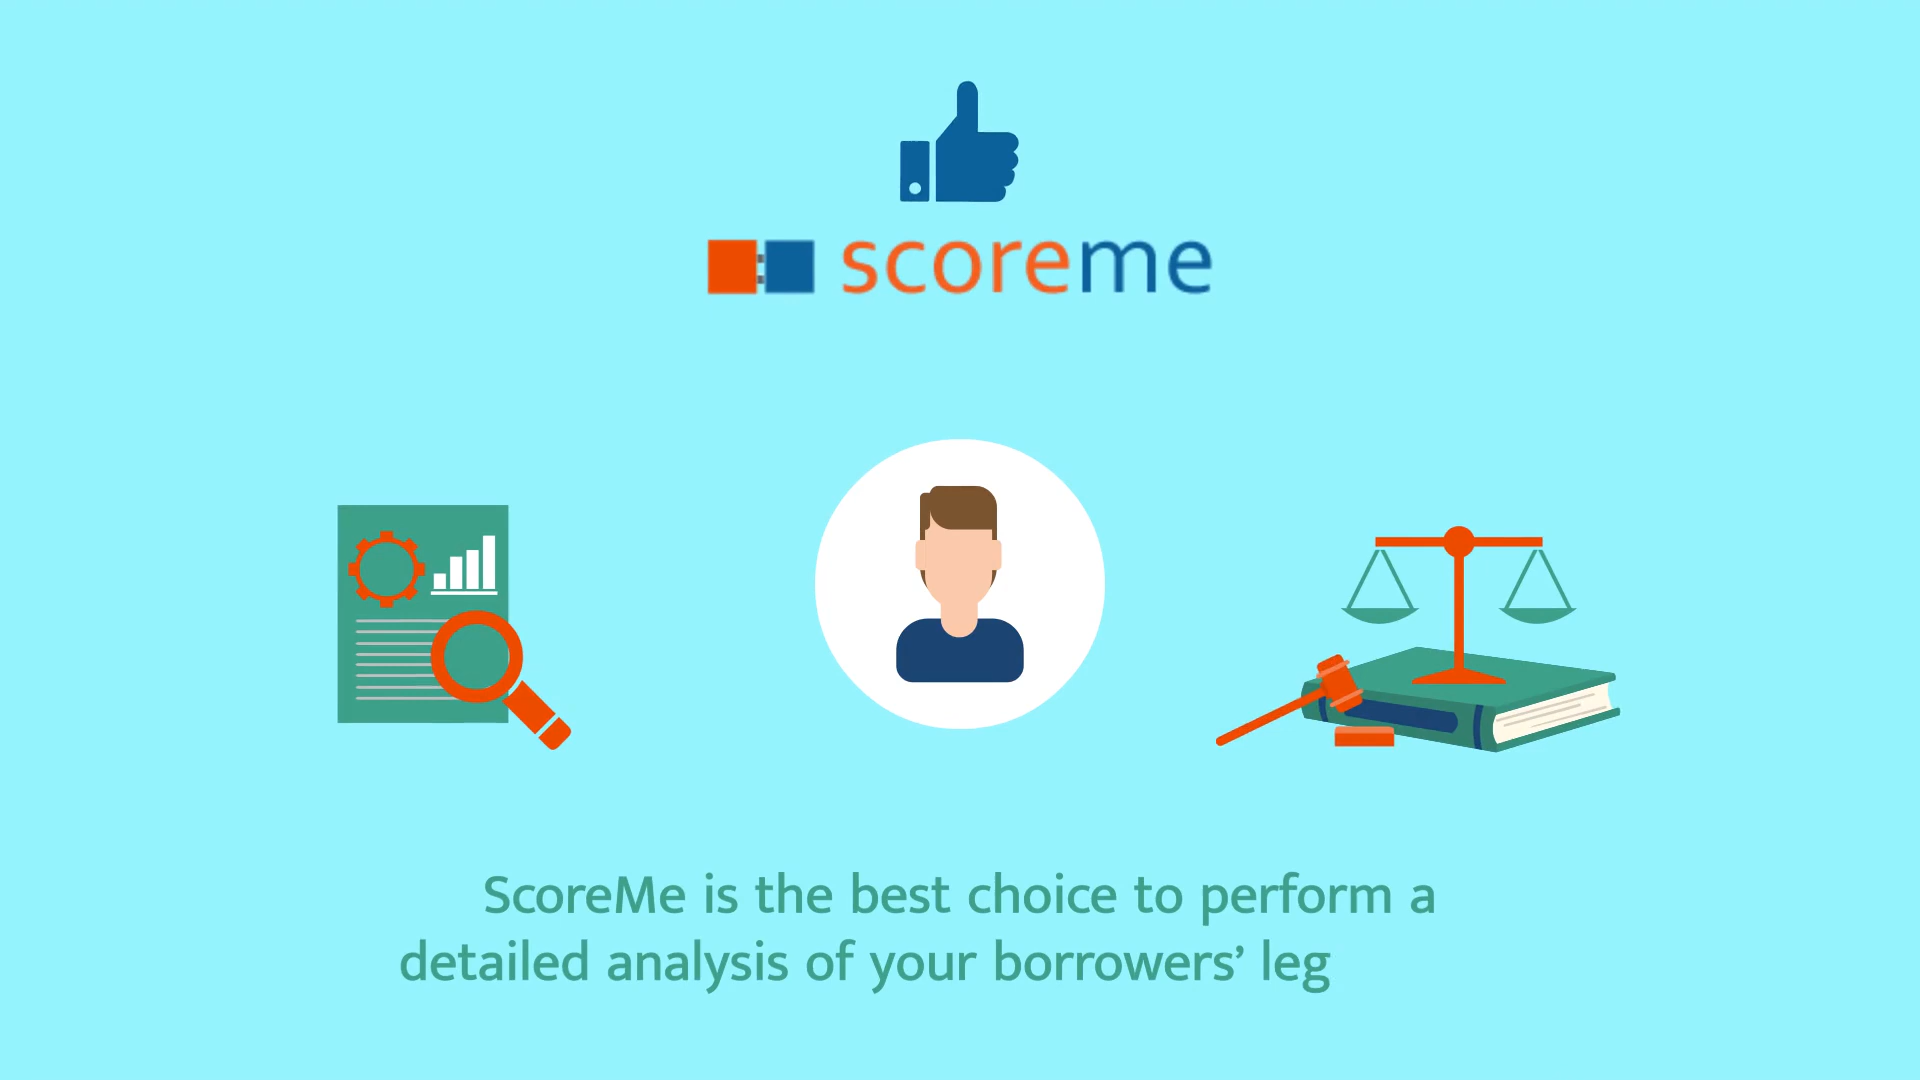 scoreme
ScoreMe is the best choice to perform a
detailed analysis of your borrowers’ leg